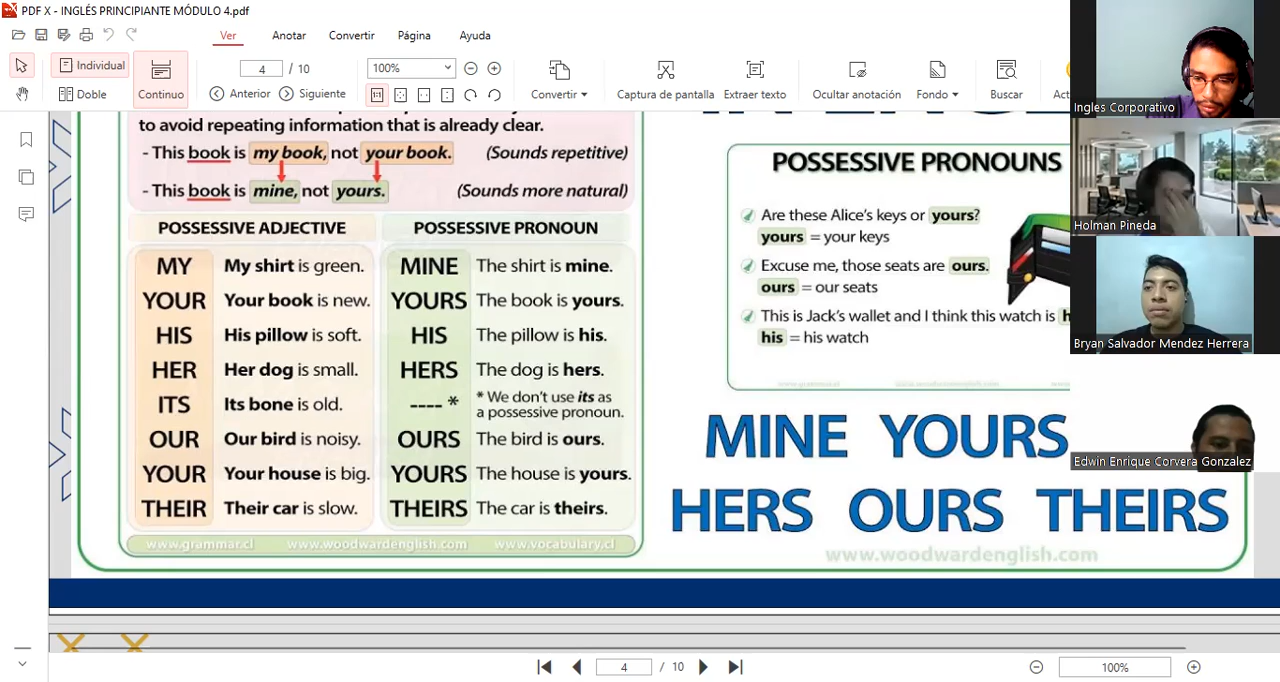 PDF X - INGLÉS PRINCIPIANTE MÓDULO 4.pdf
Ver Anotar Convertir Página Ayuda
Individual
Doble
Continuo
4 / 10
Anterior Siguiente
100%
Convertir
Captura de pantalla
Extraer texto
Ocultar anotación
Fondo
Buscar
to avoid repeating information that is already clear.
- This book is my book, not your book. (Sounds repetitive)
- This book is mine, not yours. (Sounds more natural)
POSSESSIVE ADJECTIVE POSSESSIVE PRONOUN
MY My shirt is green. MINE The shirt is mine.
YOUR Your book is new. YOURS The book is yours.
HIS His pillow is soft. HIS The pillow is his.
HER Her dog is small. HERS The dog is hers.
ITS Its bone is old. ---- * * We don't use its as
a possessive pronoun.
OUR Our bird is noisy. OURS The bird is ours.
YOUR Your house is big. YOURS The house is yours.
THEIR Their car is slow. THEIRS The car is theirs.
www.grammar.cl www.woodwardenglish.com www.vocabulary.cl
POSSESSIVE PRONOUNS
Are these Alice's keys or yours?
yours = your keys
Excuse me, those seats are ours.
ours = our seats
This is Jack's wallet and I think this watch is
his = his watch
MINE YOURS
HERS OURS THEIRS
www.woodwardenglish.com
Ingles Corporativo
Holman Pineda
Bryan Salvador Mendez Herrera
Edwin Enrique Corvera Gonzalez
4 / 10
100%